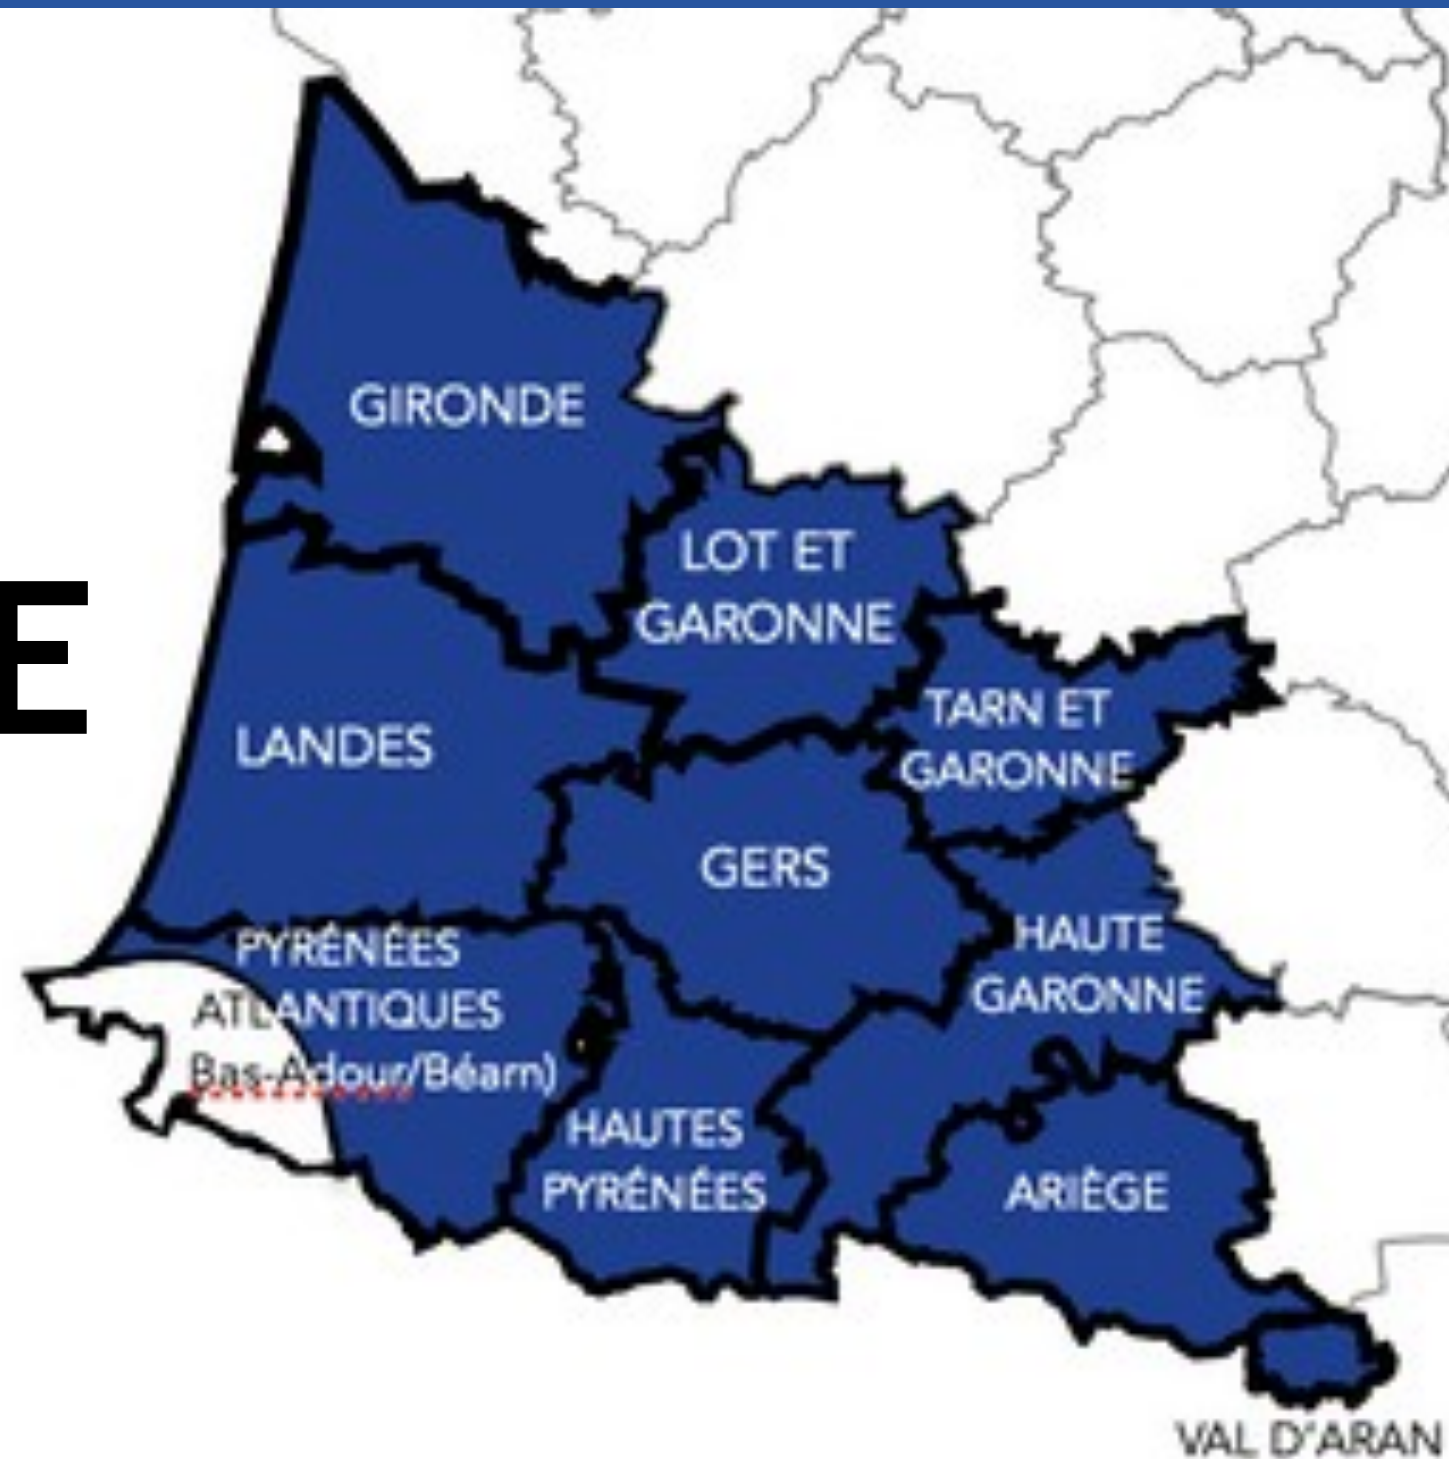 GIRONDE
LOT ET
GARONNE
E
TARN ET
GARONNE
LANDES
GERS
HAUTE
GARONNE
PYRÉNÉES
ATLANTIQUES
Bas-Adour/Béarn)
HAUTES
PYRÉNÉES
ARIÈGE
VAL D'ARAN